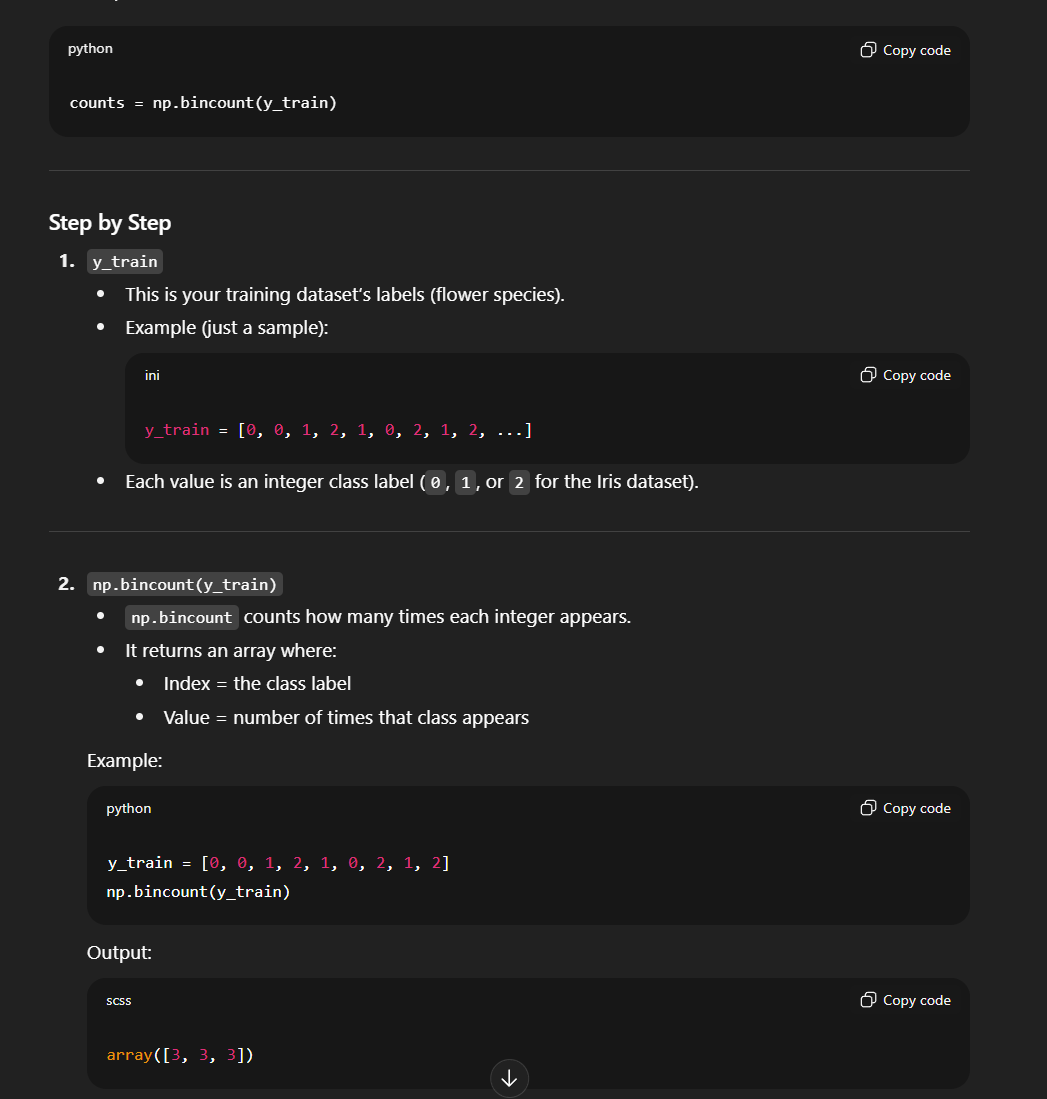 python
Copy code
counts = np.bincount(y_train)
Step by Step
1. y_train
• This is your training dataset's labels (flower species).
• Example (just a sample):
ini
Copy code
y_train = [0, 0, 1, 2, 1, 0, 2, 1, 2, ...]
• Each value is an integer class label (0, 1, or 2 for the Iris dataset).
2. np.bincount(y_train)
• np.bincount counts how many times each integer appears.
• It returns an array where:
• Index = the class label
• Value = number of times that class appears
Example:
python
Copy code
y_train = [0, 0, 1, 2, 1, 0, 2, 1, 2]
np.bincount(y_train)
Output:
scss
Copy code
array([3, 3, 3])